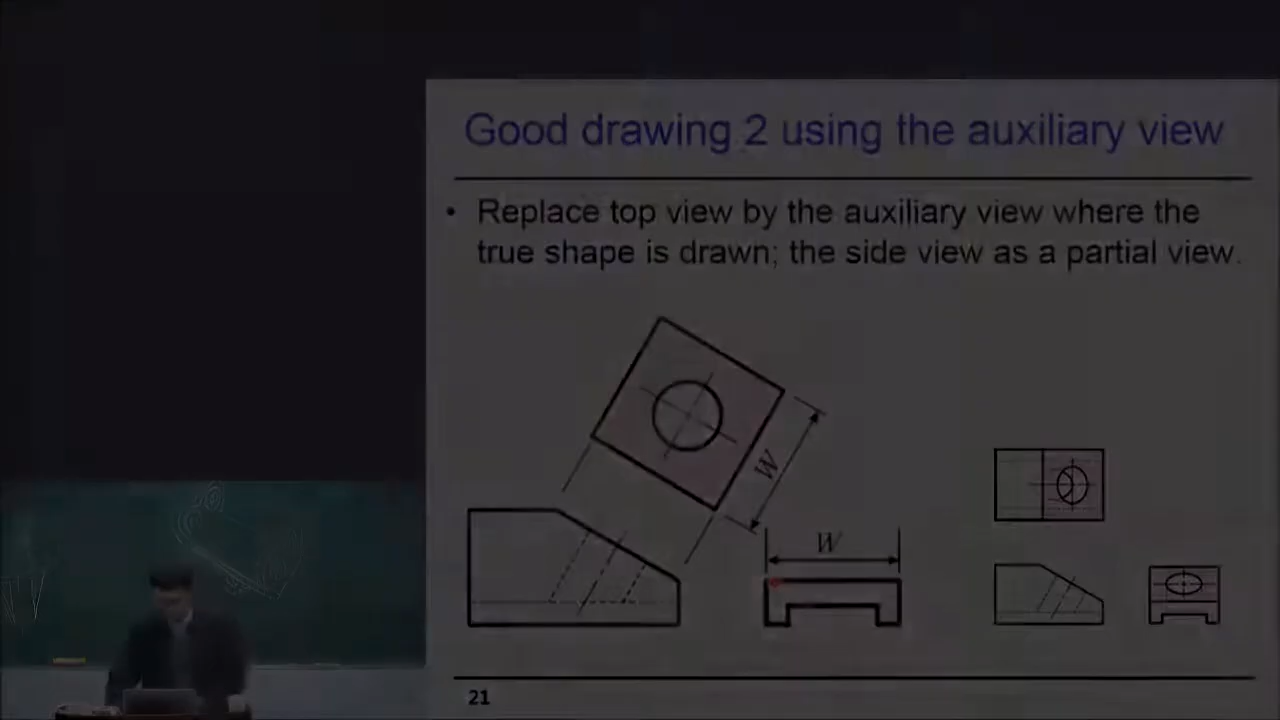 Good drawing 2 using the auxiliary view
• Replace top view by the auxiliary view where the
true shape is drawn; the side view as a partial view.
W
W
21